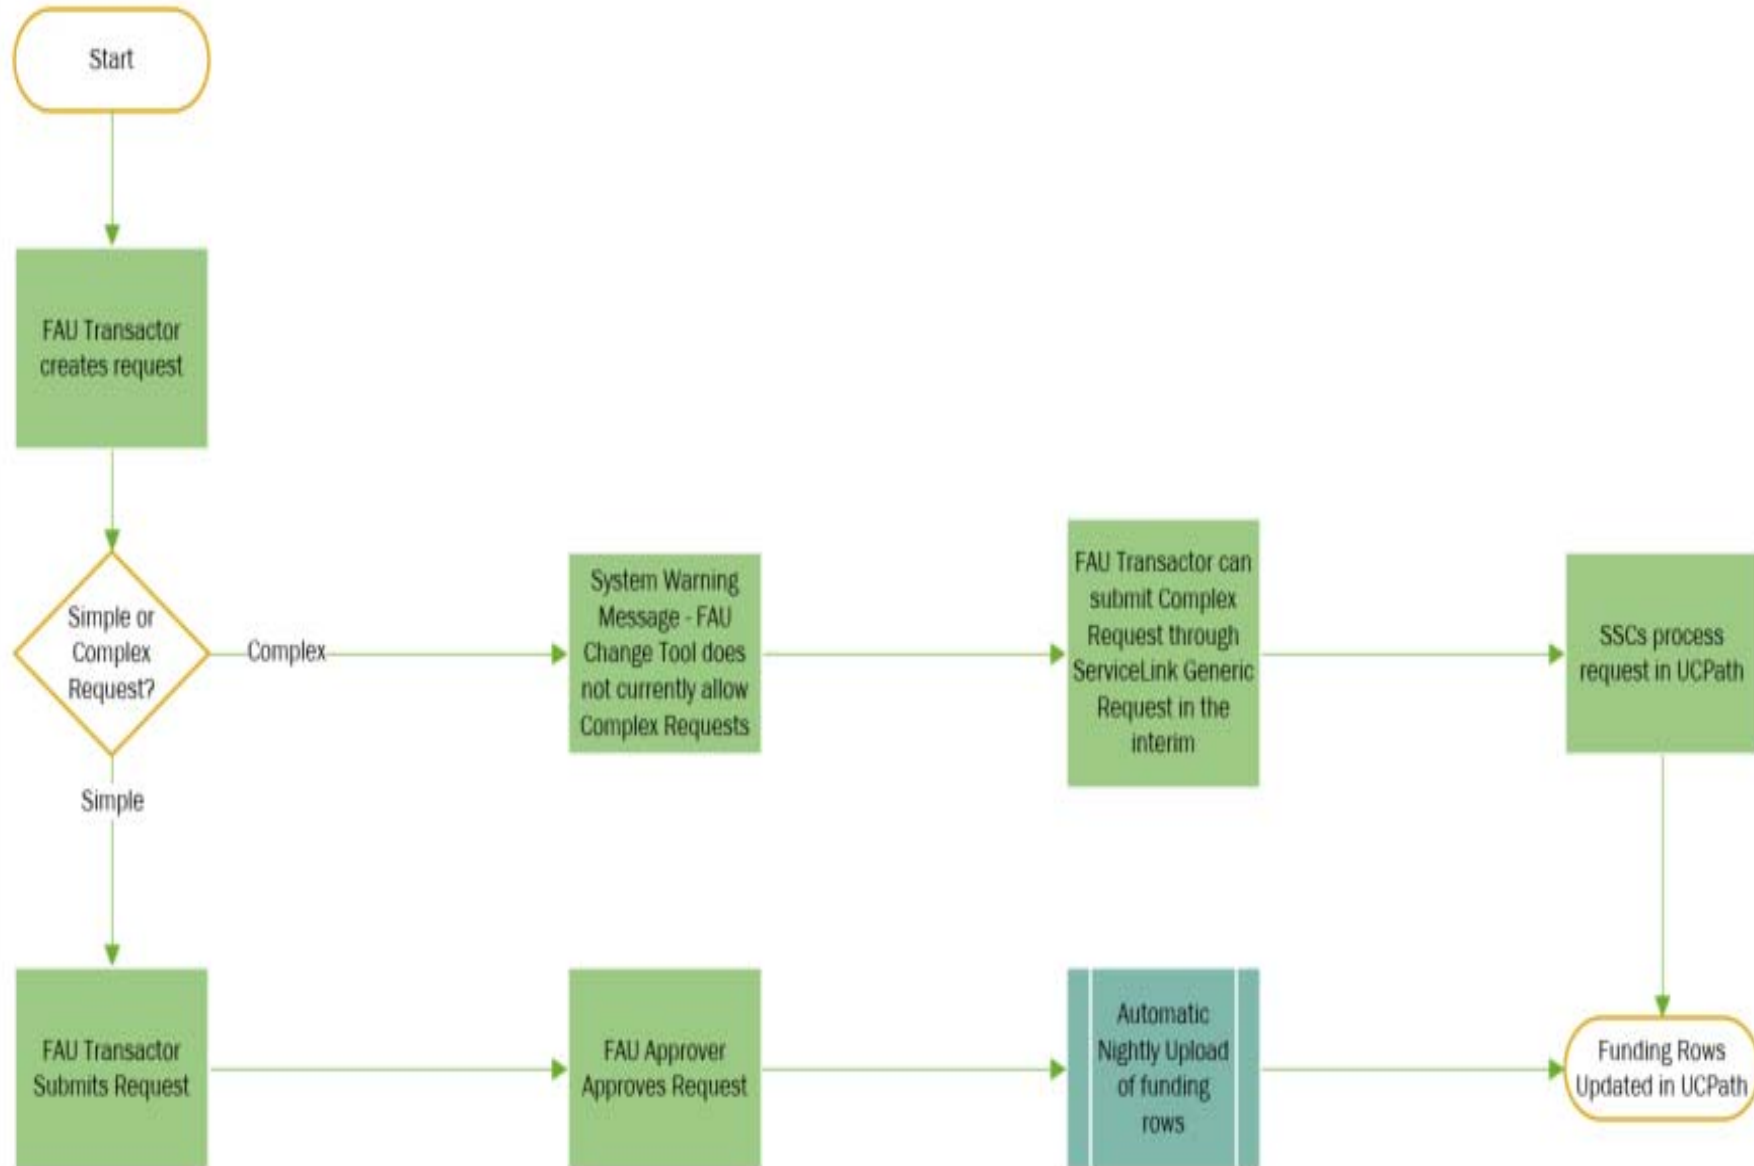 Start
FAU Transactor
creates request
Simple or
Complex
Request?
Complex
System Warning
Message - FAU
Change Tool does
not currently allow
Complex Requests
FAU Transactor can
submit Complex
Request through
ServiceLink Generic
Request in the
interim
SSCs process
request in UCPath
Simple
FAU Transactor
Submits Request
FAU Approver
Approves Request
Automatic
Nightly Upload
of funding
rows
Funding Rows
Updated in UCPath